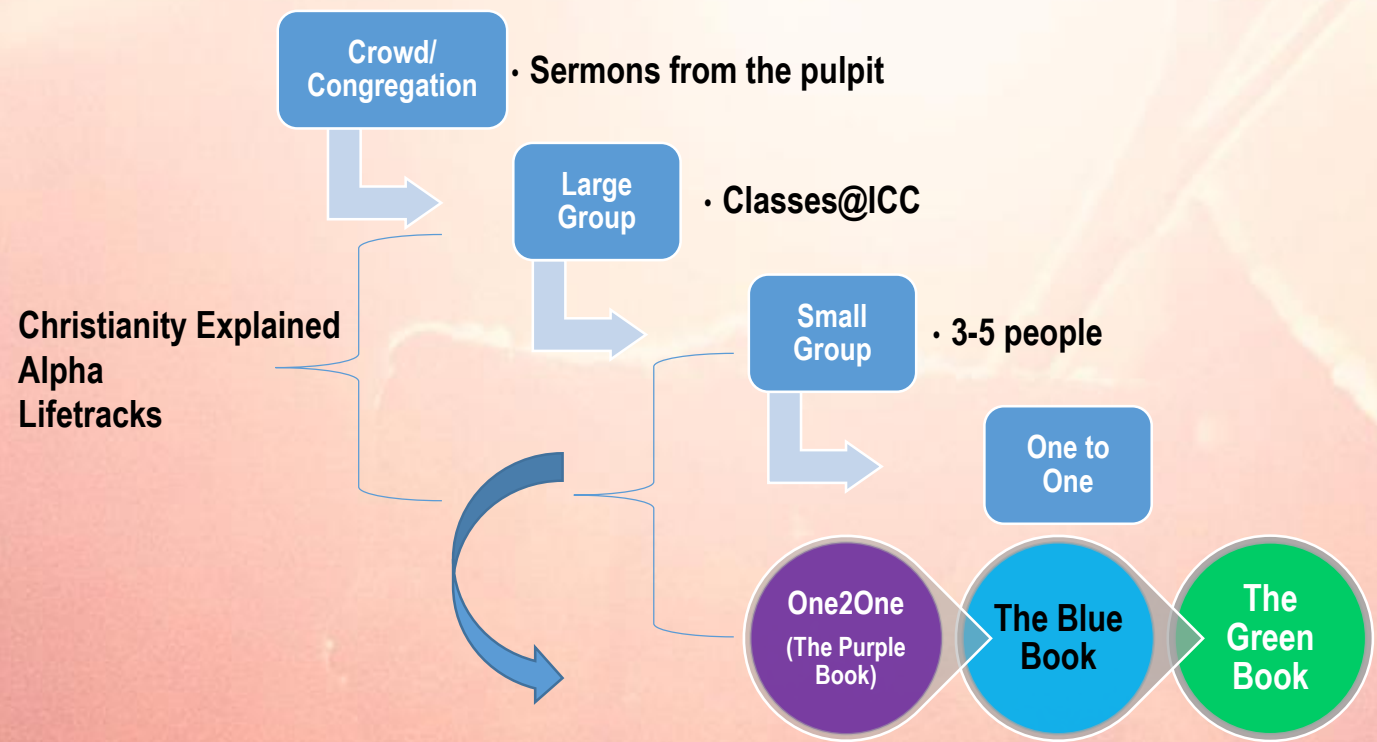 Crowd/
Congregation
• Sermons from the pulpit
Large
Group
• Classes@ICC
Small
Group
• 3-5 people
Christianity Explained
Alpha
Lifetracks
One to
One
One2One
(The Purple
Book)
The Blue
Book
The
Green
Book